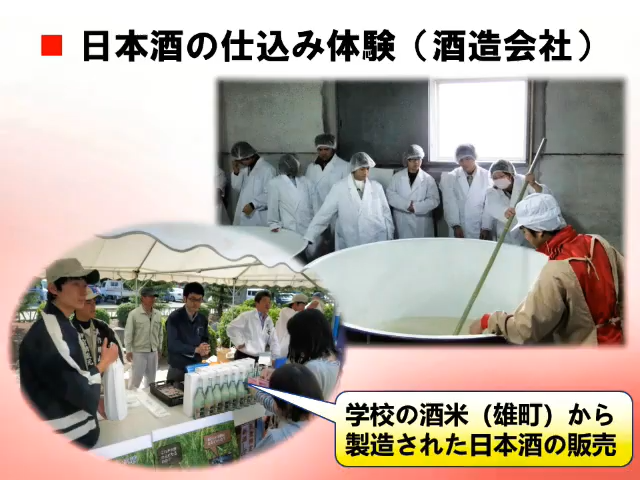 ■ 日本酒の仕込み体験（酒造会社）
学校の酒米（雄町）から
製造された日本酒の販売